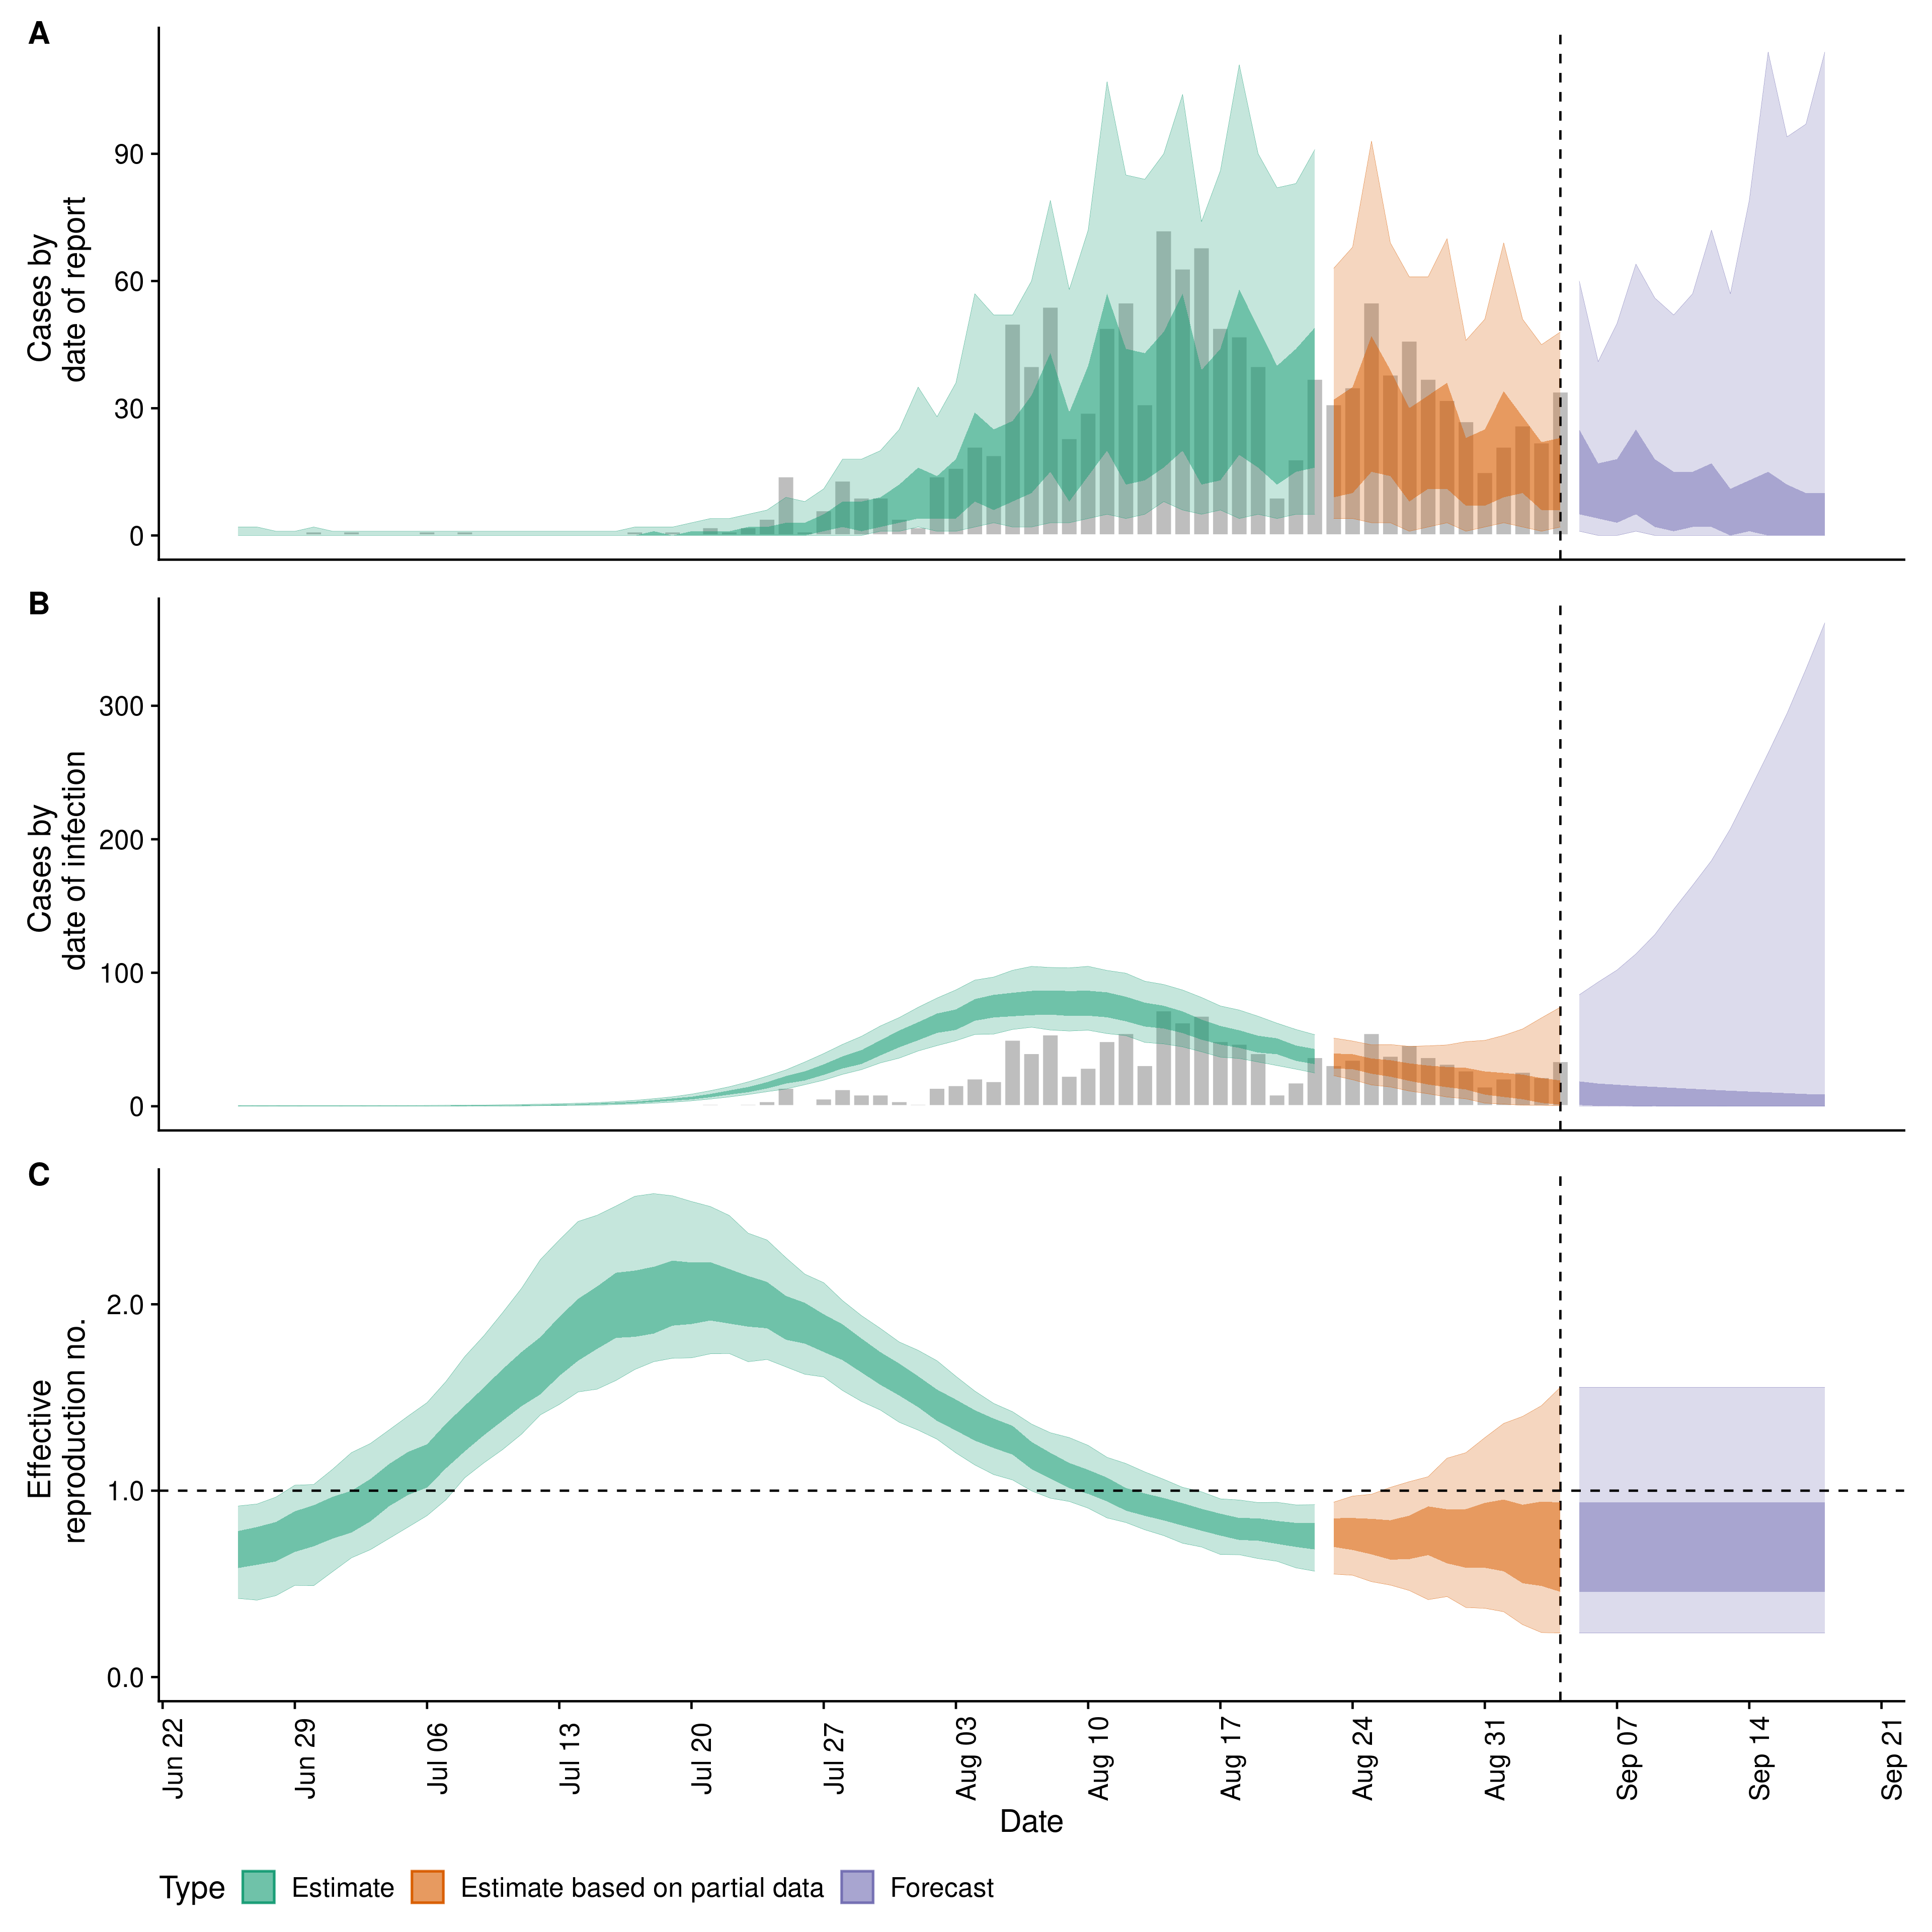 A
Cases by
date of report
90
60
30
0
B
Cases by
date of infection
300
200
100
0
C
Effective
reproduction no.
2.0
1.0
0.0
Jun 22
Jun 29
Jul 06
Jul 13
Jul 20
Jul 27
Aug 03
Aug 10
Aug 17
Aug 24
Aug 31
Sep 07
Sep 14
Sep 21
Date
Type Estimate Estimate based on partial data Forecast